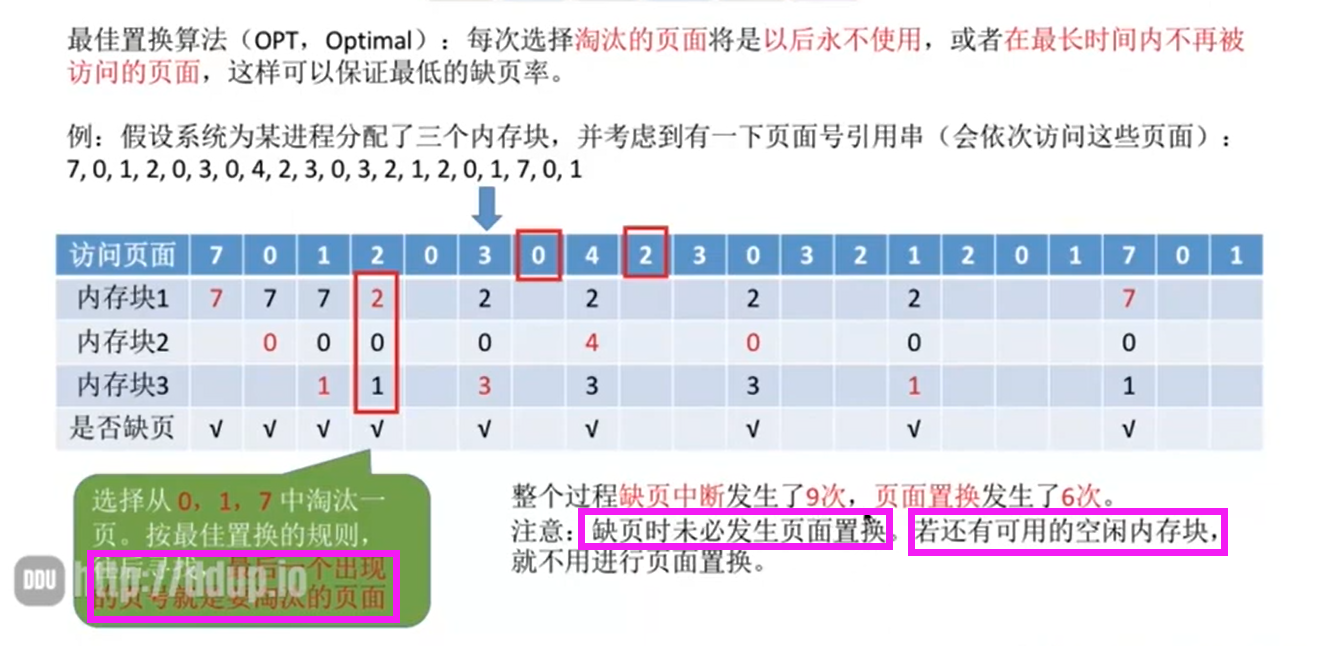 最佳置换算法（OPT，Optimal）：每次选择淘汰的页面将是以后永不使用，或者在最长时间内不再被
访问的页面，这样可以保证最低的缺页率。
例：假设系统为某进程分配了三个内存块，并考虑到有一下页面号引用串（会依次访问这些页面）：
7, 0, 1, 2, 0, 3, 0, 4, 2, 3, 0, 3, 2, 1, 2, 0, 1, 7, 0, 1
访问页面 7 0 1 2 0 3 0 4 2 3 0 3 2 1 2 0 1 7 0 1
内存块1 7 7 7 2 2 2 2 2 7
内存块2 0 0 0 0 4 0 0 0
内存块3 1 1 3 3 3 1 1
是否缺页 √ √ √ √ √ √ √ √ √
选择从 0，1，7 中淘汰一
页。按最佳置换的规则，
往后寻找，最后一个出现
的页号就是要淘汰的页面
整个过程缺页中断发生了9次，页面置换发生了6次。
注意：缺页时未必发生页面置换。若还有可用的空闲内存块，
就不用进行页面置换。
DDU http://ddup.io